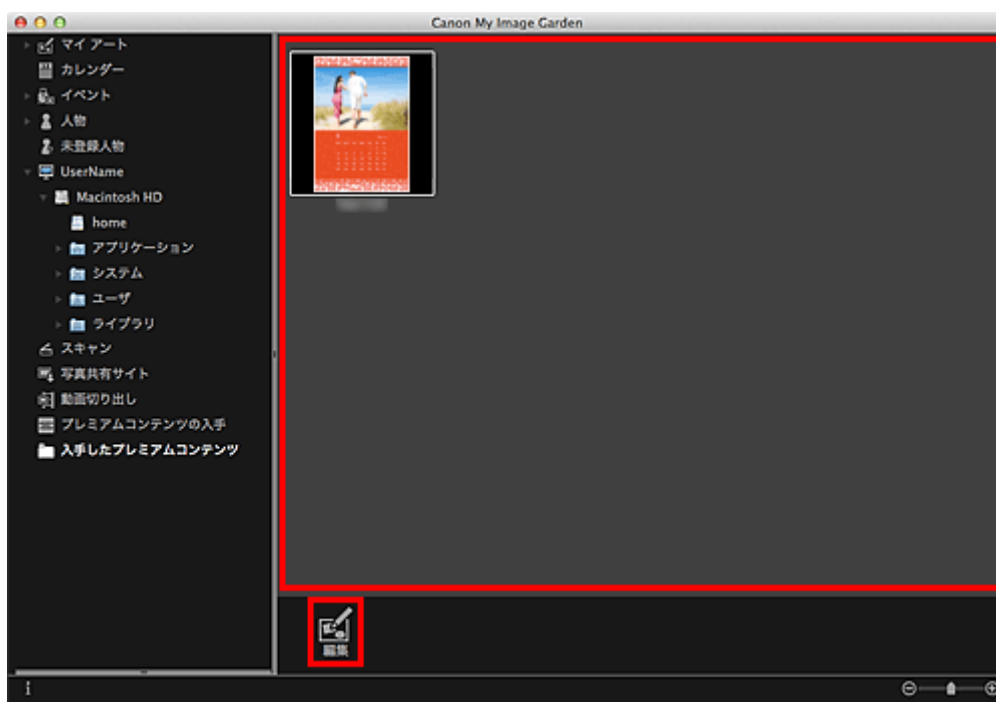 Canon My Image Garden
マイ アート
カレンダー
イベント
人物
未登録人物
UserName
Macintosh HD
home
アプリケーション
システム
ユーザ
ライブラリ
スキャン
写真共有サイト
動画切り出し
プレミアムコンテンツの入手
入手したプレミアムコンテンツ
編集